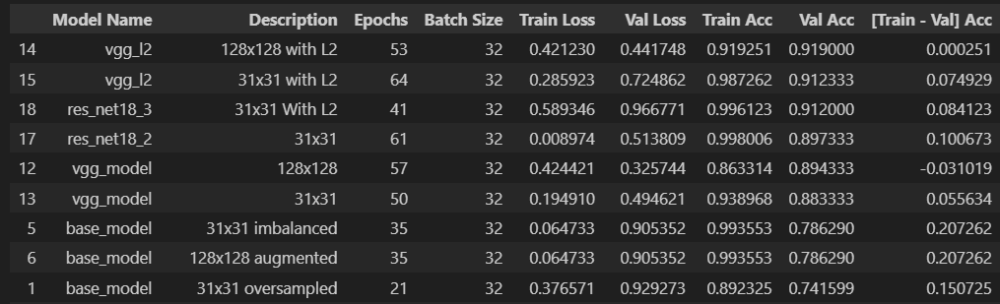 Model Name Description Epochs Batch Size Train Loss Val Loss Train Acc Val Acc [Train - Val] Acc
14 vgg_l2 128x128 with L2 53 32 0.421230 0.441748 0.919251 0.919000 0.000251
15 vgg_l2 31x31 with L2 64 32 0.285923 0.724862 0.987262 0.912333 0.074929
18 res_net18_3 31x31 With L2 41 32 0.589346 0.966771 0.996123 0.912000 0.084123
17 res_net18_2 31x31 61 32 0.008974 0.513809 0.998006 0.897333 0.100673
12 vgg_model 128x128 57 32 0.424421 0.325744 0.863314 0.894333 -0.031019
13 vgg_model 31x31 50 32 0.194910 0.494621 0.938968 0.883333 0.055634
5 base_model 31x31 imbalanced 35 32 0.064733 0.905352 0.993553 0.786290 0.207262
6 base_model 128x128 augmented 35 32 0.064733 0.905352 0.993553 0.786290 0.207262
1 base_model 31x31 oversampled 21 32 0.376571 0.929273 0.892325 0.741599 0.150725